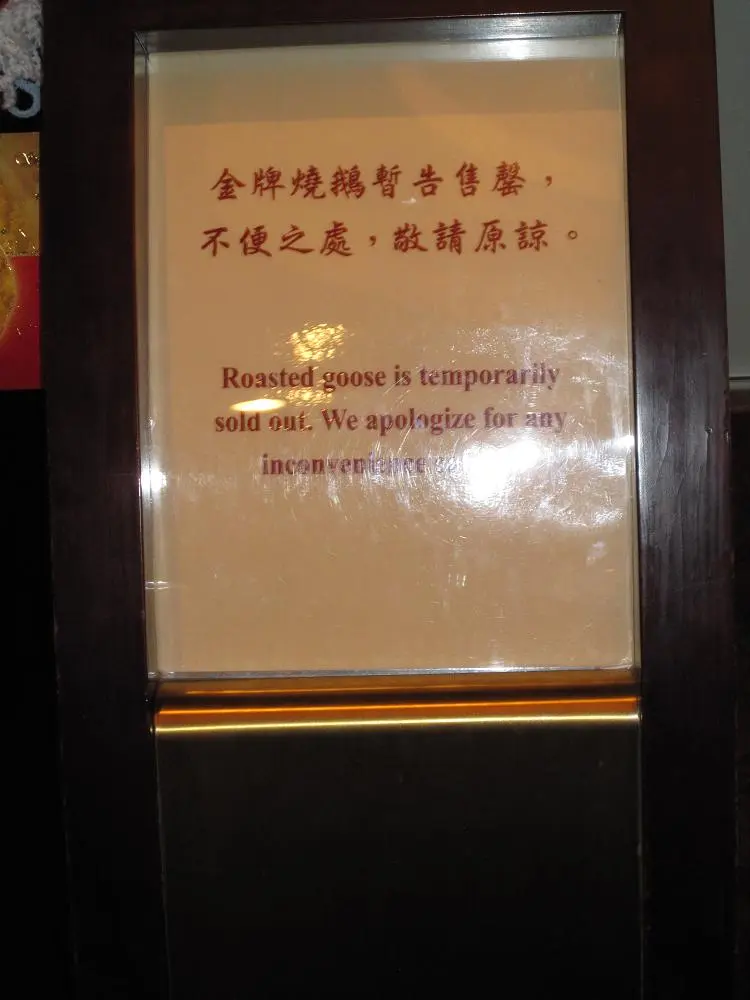 金牌燒鵝暫告售罄，
不便之處，敬請原諒。
Roasted goose is temporarily
sold out. We apologize for any
inconvenience